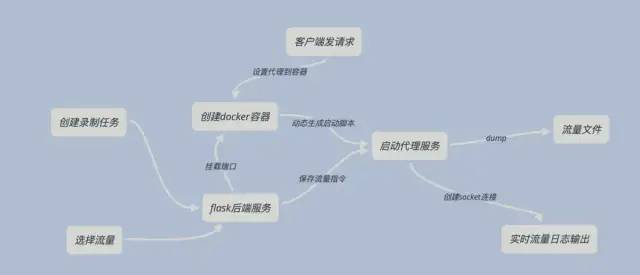 客户端发请求
设置代理到容器
创建docker容器
动态生成启动脚本
创建录制任务
流量文件
dump
启动代理服务
挂载端口
保存流量指令
创建socket连接
flask后端服务
选择流量
实时流量日志输出